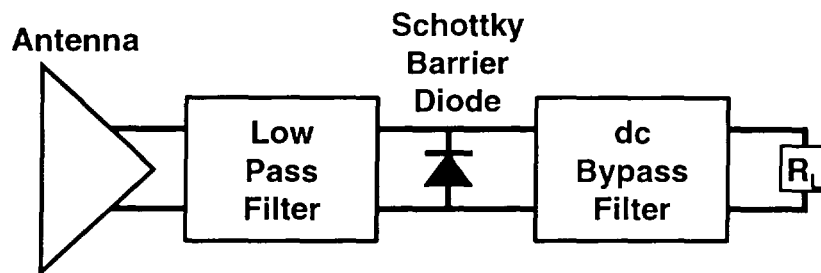 Antenna
Schottky
Barrier
Diode
Low
Pass
Filter
dc
Bypass
Filter
RL